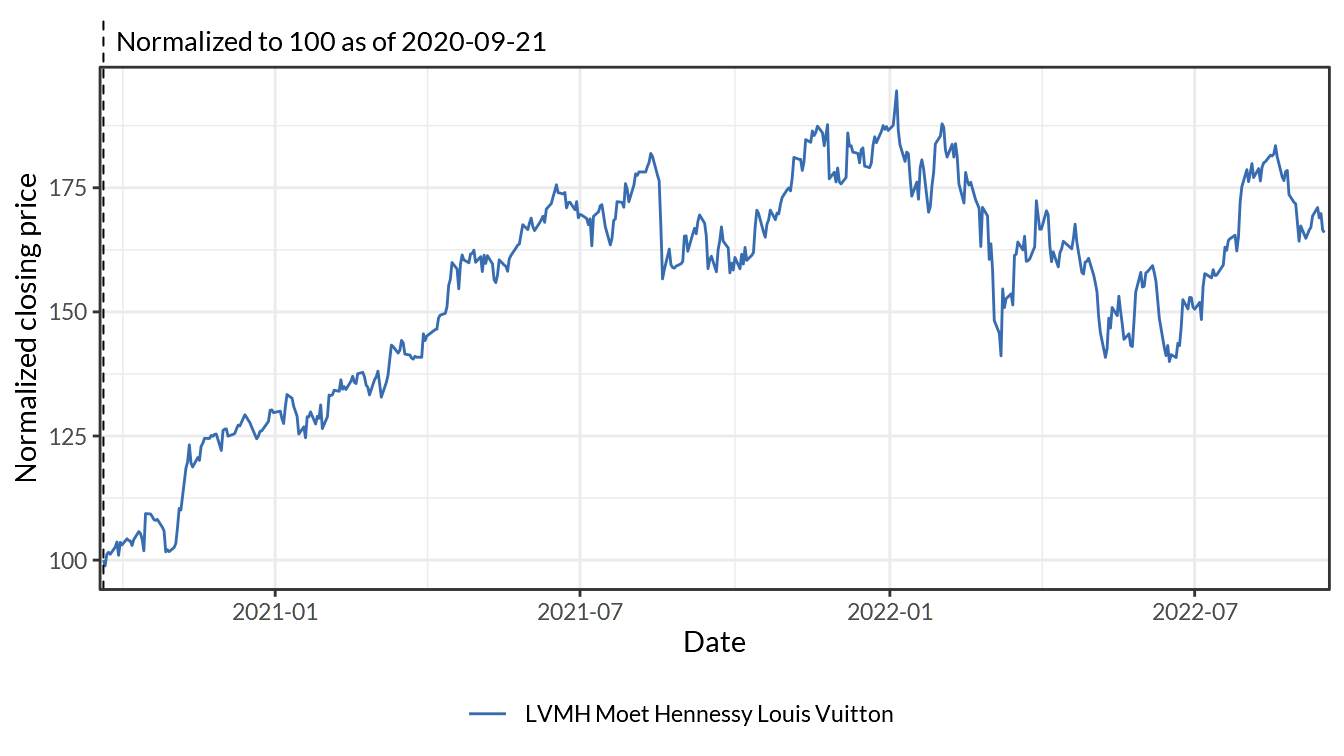 Normalized to 100 as of 2020-09-21
Normalized closing price
175
150
125
100
2021-01
2021-07
2022-01
2022-07
Date
LVMH Moet Hennessy Louis Vuitton